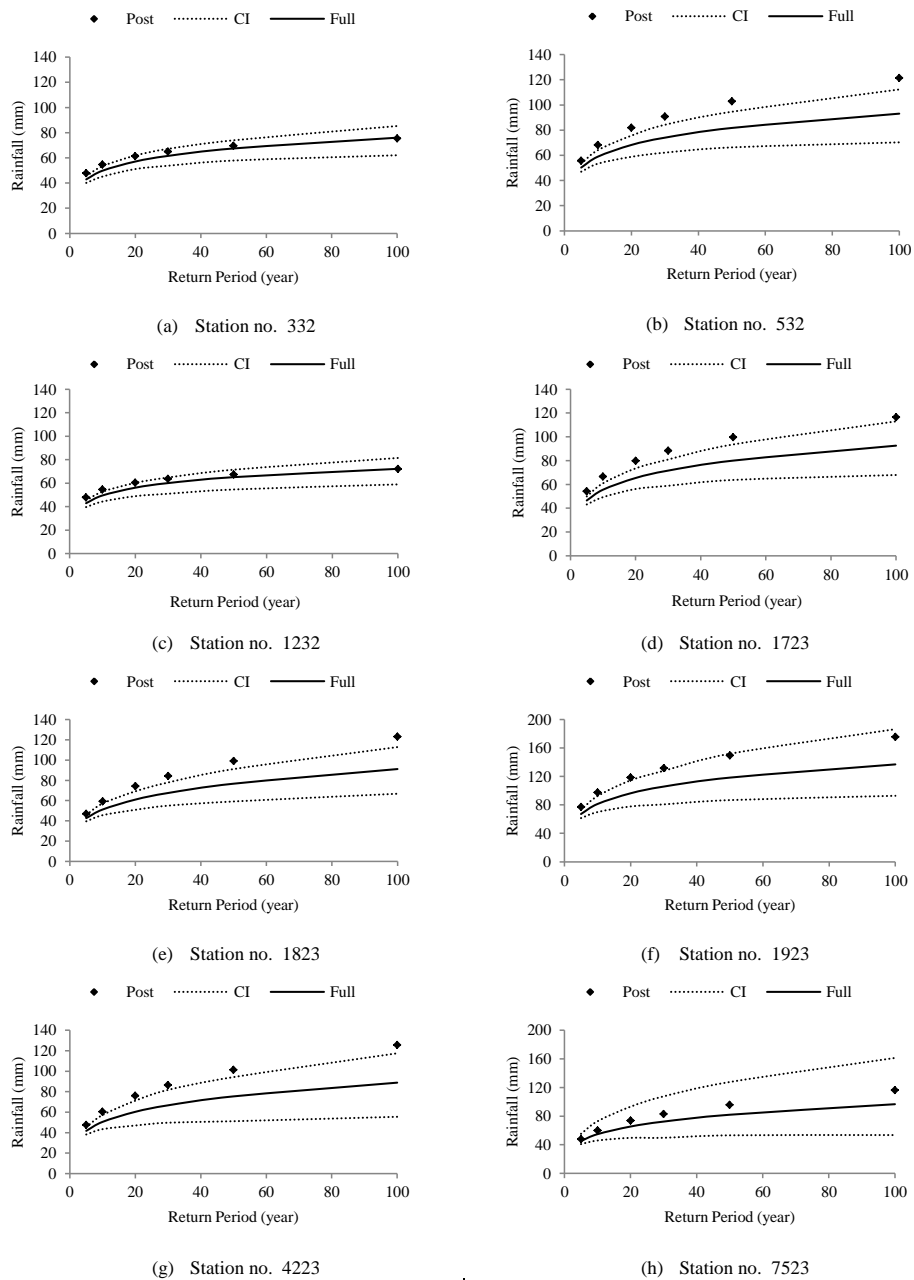 Post CI Full
140
120
100
80
60
40
20
0
Rainfall (mm)
0 20 40 60 80 100
Return Period (year)
(a) Station no. 332
Post CI Full
140
120
100
80
60
40
20
0
Rainfall (mm)
0 20 40 60 80 100
Return Period (year)
(b) Station no. 532
Post CI Full
140
120
100
80
60
40
20
0
Rainfall (mm)
0 20 40 60 80 100
Return Period (year)
(c) Station no. 1232
Post CI Full
140
120
100
80
60
40
20
0
Rainfall (mm)
0 20 40 60 80 100
Return Period (year)
(d) Station no. 1723
Post CI Full
140
120
100
80
60
40
20
0
Rainfall (mm)
0 20 40 60 80 100
Return Period (year)
(e) Station no. 1823
Post CI Full
200
160
120
80
40
0
Rainfall (mm)
0 20 40 60 80 100
Return Period (year)
(f) Station no. 1923
Post CI Full
140
120
100
80
60
40
20
0
Rainfall (mm)
0 20 40 60 80 100
Return Period (year)
(g) Station no. 4223
Post CI Full
200
160
120
80
40
0
Rainfall (mm)
0 20 40 60 80 100
Return Period (year)
(h) Station no. 7523